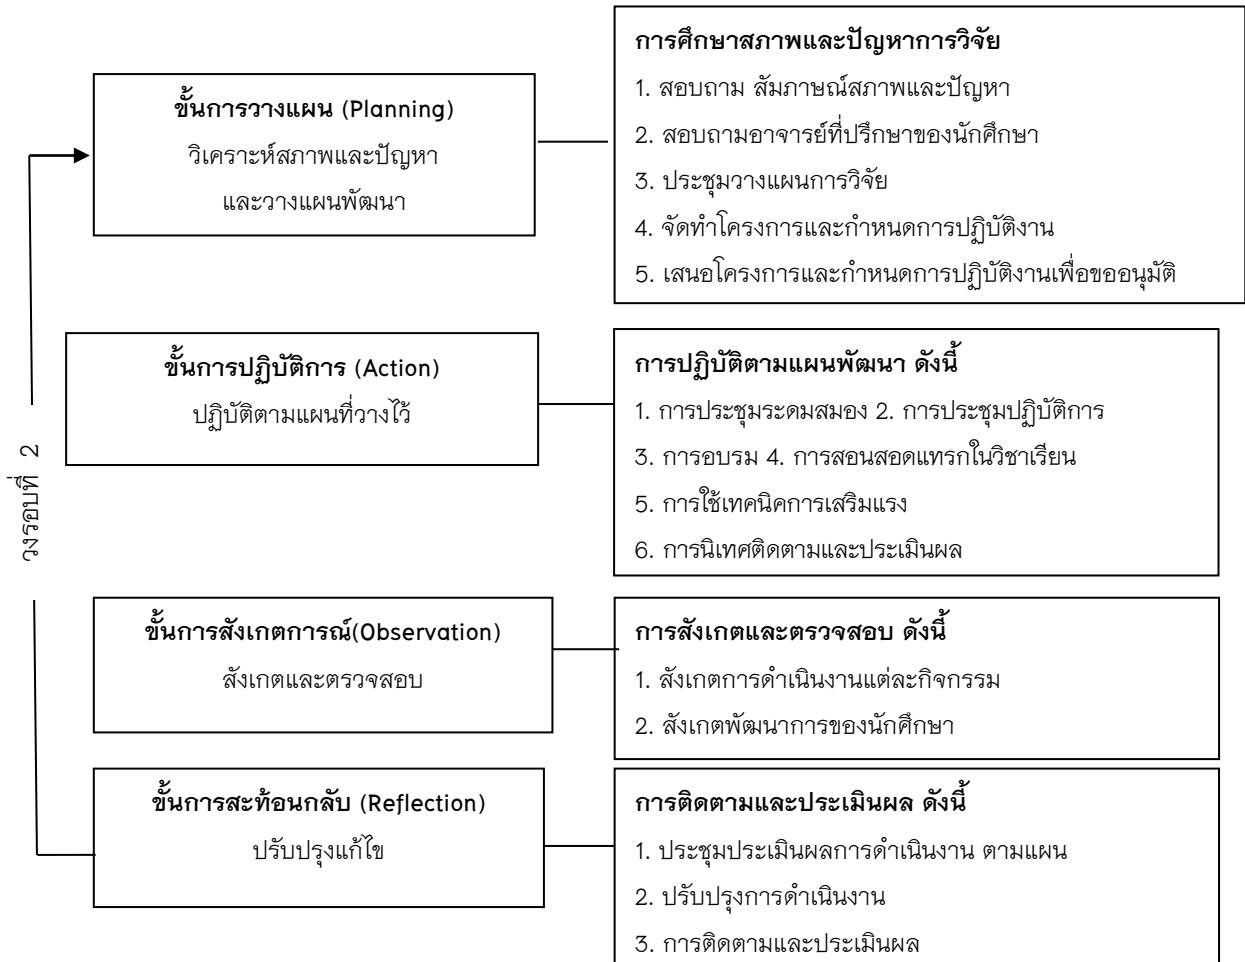 การศึกษาสภาพและปัญหาการวิจัย
1. สอบถาม สัมภาษณ์สภาพและปัญหา
2. สอบถามอาจารย์ที่ปรึกษาของนักศึกษา
3. ประชุมวางแผนการวิจัย
4. จัดทำโครงการและกำหนดการปฏิบัติงาน
5. เสนอโครงการและกำหนดการปฏิบัติงานเพื่อขออนุมัติ
ขั้นการวางแผน (Planning)
วิเคราะห์สภาพและปัญหา
และวางแผนพัฒนา
ขั้นการปฏิบัติการ (Action)
ปฏิบัติตามแผนที่วางไว้
การปฏิบัติตามแผนพัฒนา ดังนี้
1. การประชุมระดมสมอง 2. การประชุมปฏิบัติการ
3. การอบรม 4. การสอนสอดแทรกในวิชาเรียน
5. การใช้เทคนิคการเสริมแรง
6. การนิเทศติดตามและประเมินผล
วงรอบที่ 2
ขั้นการสังเกตการณ์(Observation)
สังเกตและตรวจสอบ
การสังเกตและตรวจสอบ ดังนี้
1. สังเกตการดำเนินงานแต่ละกิจกรรม
2. สังเกตพัฒนาการของนักศึกษา
ขั้นการสะท้อนกลับ (Reflection)
ปรับปรุงแก้ไข
การติดตามและประเมินผล ดังนี้
1. ประชุมประเมินผลการดำเนินงาน ตามแผน
2. ปรับปรุงการดำเนินงาน
3. การติดตามและประเมินผล